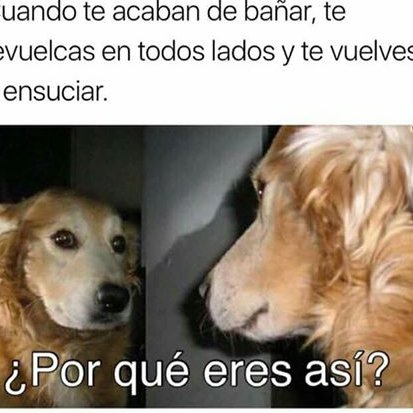 uando te acaban de bañar, te
evuelcas en todos lados y te vuelves
ensuciar.
¿Por qué eres así?